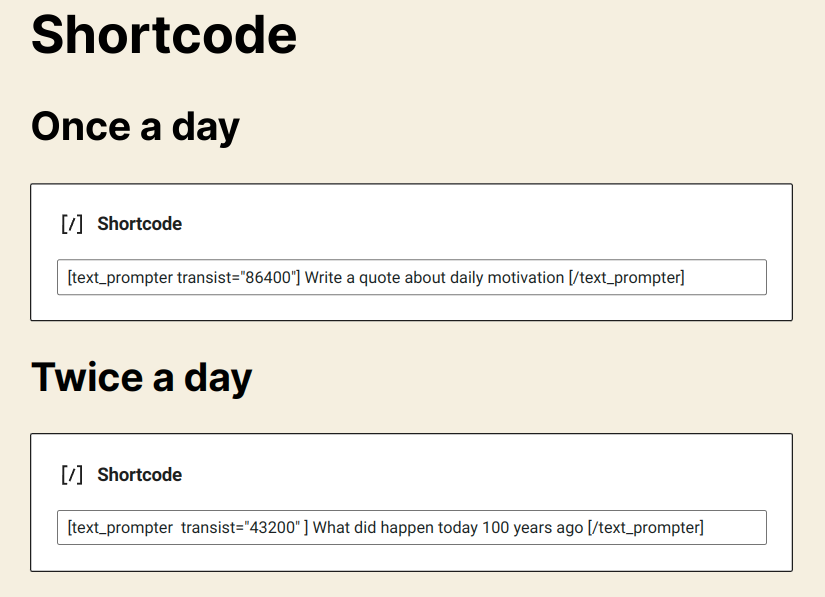 Shortcode
Once a day
[/] Shortcode
[text_prompter transist="86400"] Write a quote about daily motivation [/text_prompter]
Twice a day
[/] Shortcode
[text_prompter  transist="43200" ] What did happen today 100 years ago [/text_prompter]